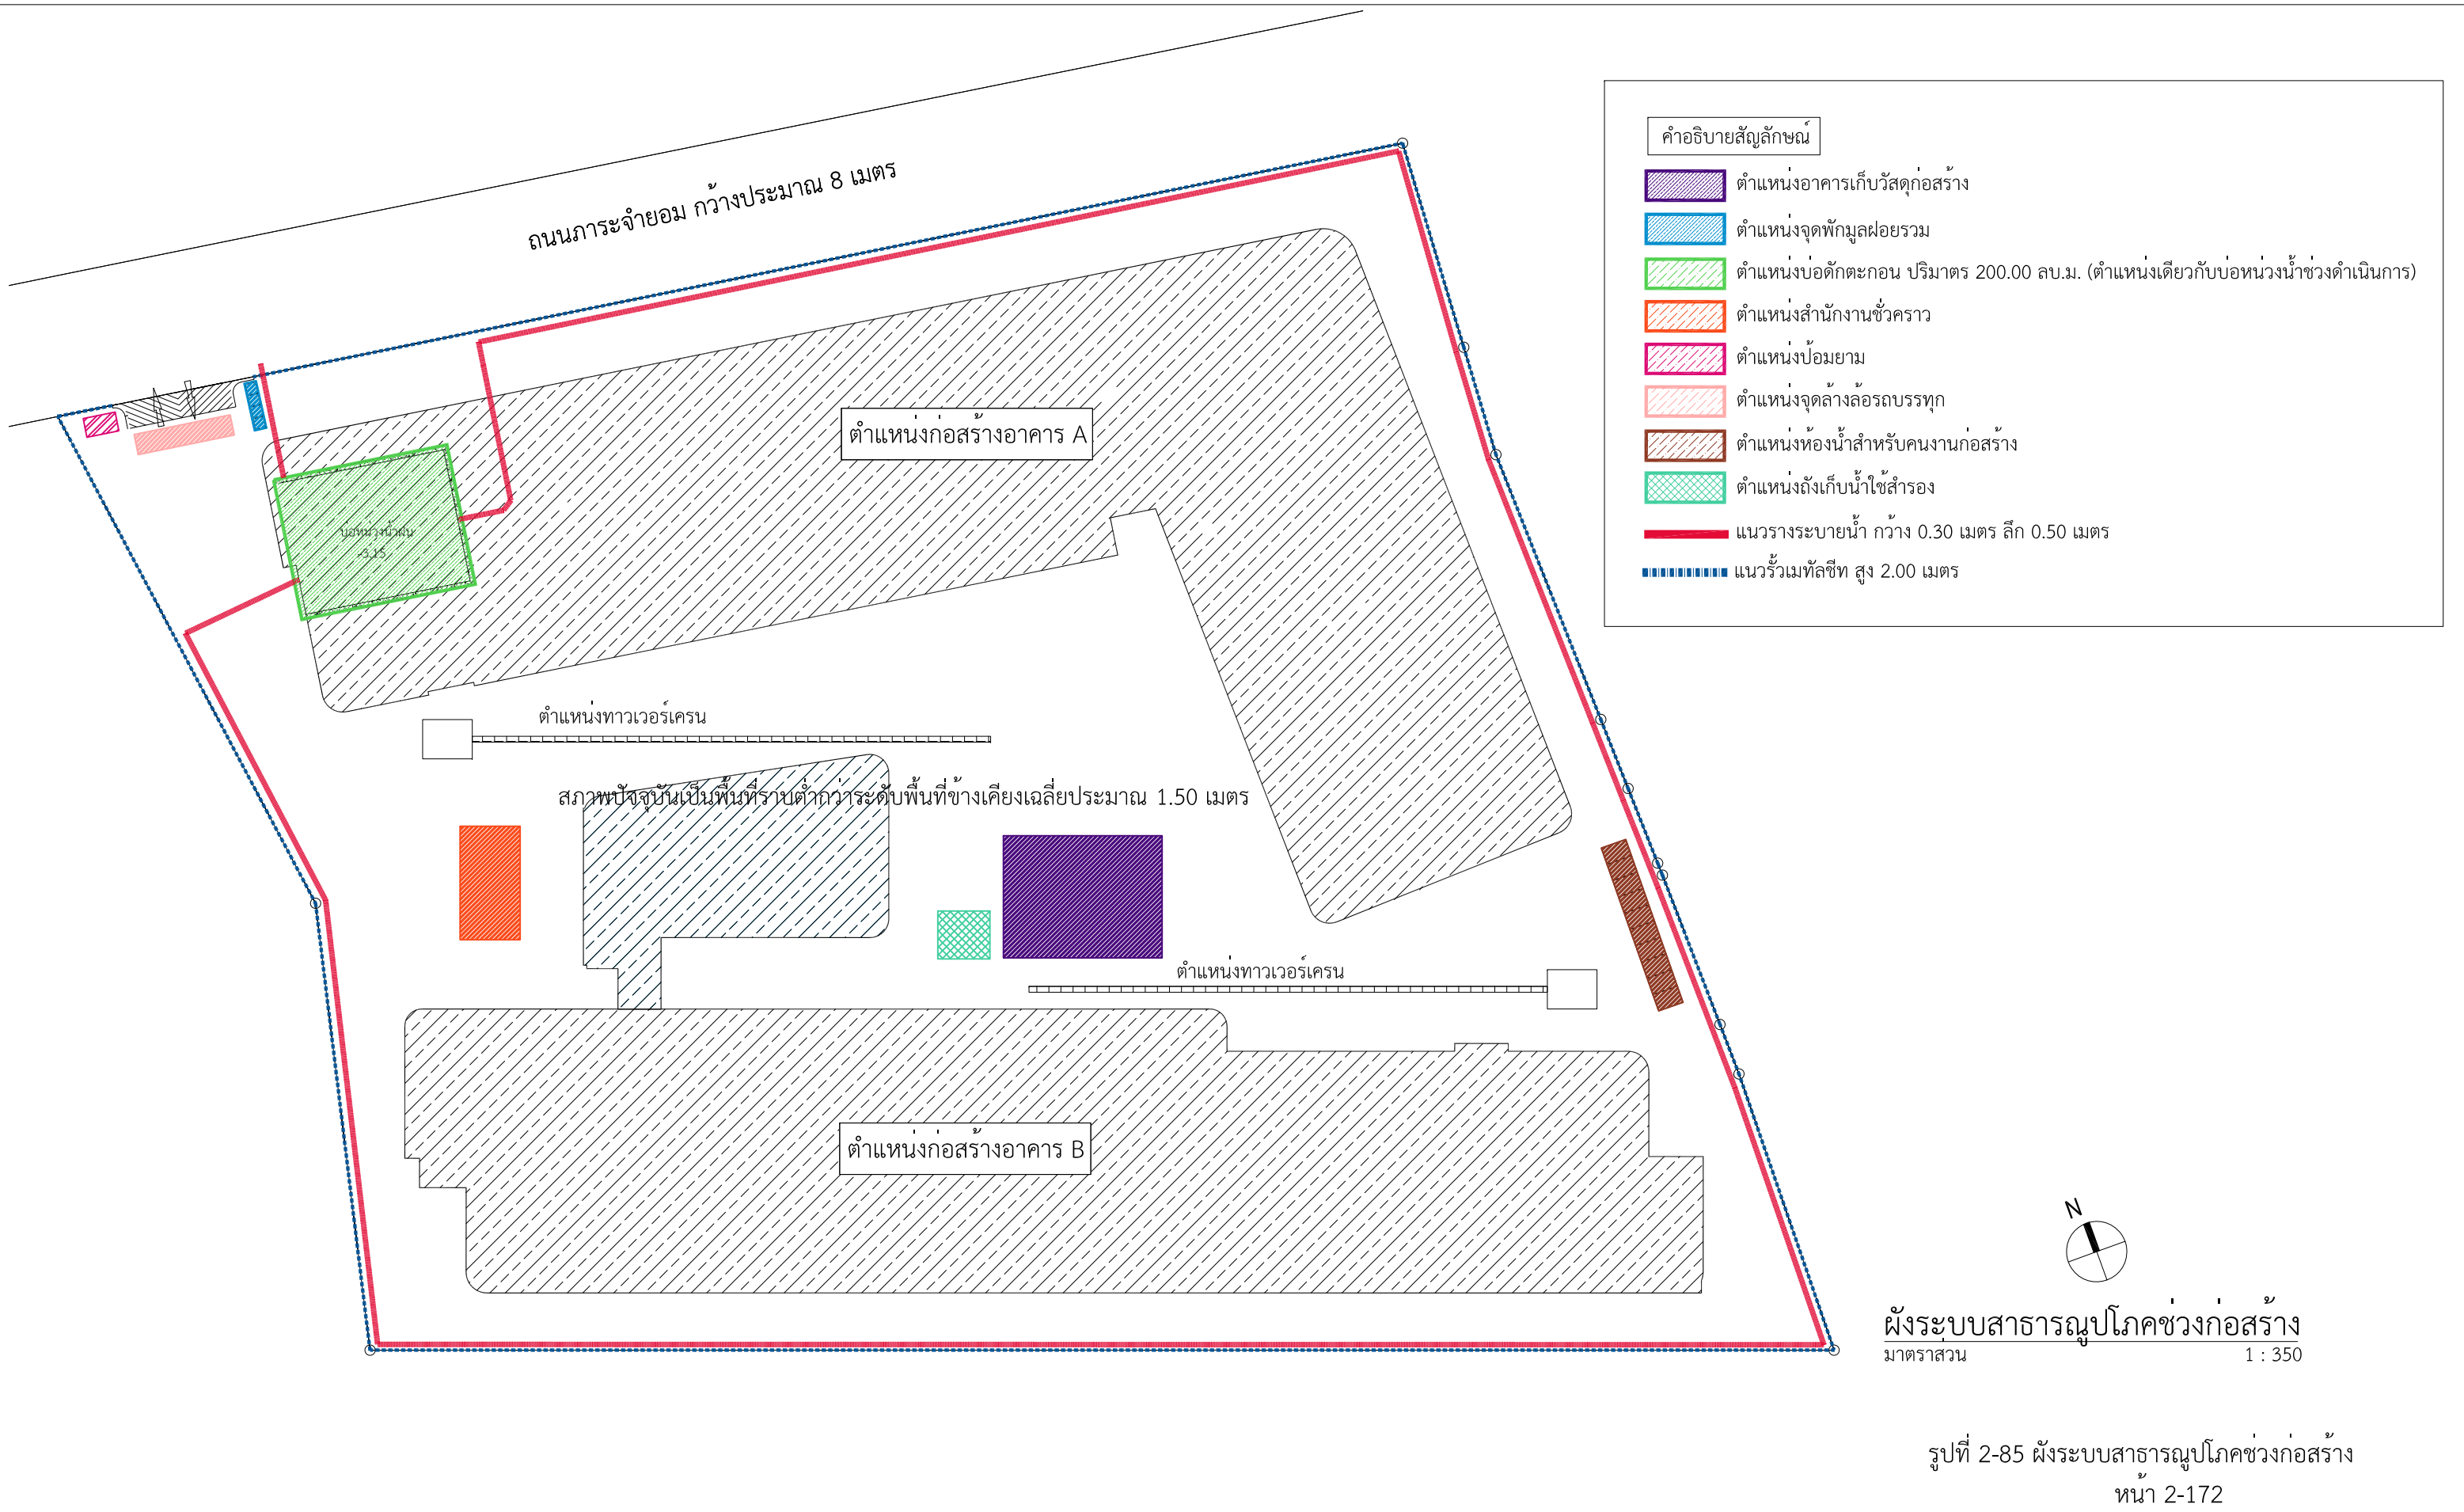 ถนนภาระจำยอม กว้างประมาณ 8 เมตร
คำอธิบายสัญลักษณ์
ตำแหน่งอาคารเก็บวัสดุก่อสร้าง
ตำแหน่งจุดพักมูลฝอยรวม
ตำแหน่งบ่อดักตะกอน ปริมาตร 200.00 ลบ.ม. (ตำแหน่งเดียวกับบ่อหน่วงน้ำช่วงดำเนินการ)
ตำแหน่งสำนักงานชั่วคราว
ตำแหน่งป้อมยาม
ตำแหน่งจุดล้างล้อรถบรรทุก
ตำแหน่งห้องน้ำสำหรับคนงานก่อสร้าง
ตำแหน่งถังเก็บน้ำใช้สำรอง
แนวรางระบายน้ำ กว้าง 0.30 เมตร ลึก 0.50 เมตร
แนวรั้วเมทัลชีท สูง 2.00 เมตร
ตำแหน่งก่อสร้างอาคาร A
บ่อหน่วงน้ำฝน
-3.15
ตำแหน่งทาวเวอร์เครน
สภาพปัจจุบันเป็นพื้นที่ราบต่ำกว่าระดับพื้นที่ข้างเคียงเฉลี่ยประมาณ 1.50 เมตร
ตำแหน่งทาวเวอร์เครน
ตำแหน่งก่อสร้างอาคาร B
N
ผังระบบสาธารณูปโภคช่วงก่อสร้าง
มาตราส่วน 1 : 350
รูปที่ 2-85 ผังระบบสาธารณูปโภคช่วงก่อสร้าง
หน้า 2-172